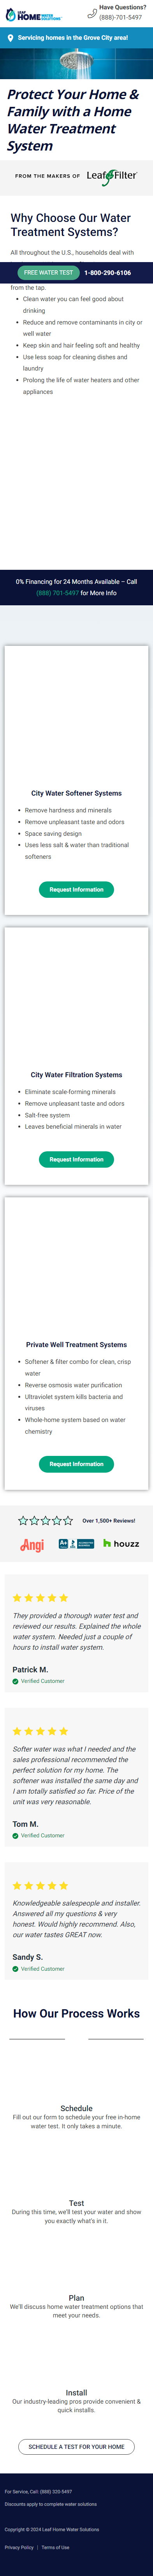 LEAF
HOME WATER
SOLUTIONS
Have Questions?
(888)-701-5497
Servicing homes in the Grove City area!
Protect Your Home &
Family with a Home
Water Treatment
System
FROM THE MAKERS OF LeafFilter
Why Choose Our Water
Treatment Systems?
All throughout the U.S., households deal with
FREE WATER TEST 1-800-290-6106
from the tap.
• Clean water you can feel good about
drinking
• Reduce and remove contaminants in city or
well water
• Keep skin and hair feeling soft and healthy
• Use less soap for cleaning dishes and
laundry
• Prolong the life of water heaters and other
appliances
0% Financing for 24 Months Available – Call
(888) 701-5497 for More Info
City Water Softener Systems
• Remove hardness and minerals
• Remove unpleasant taste and odors
• Space saving design
• Uses less salt & water than traditional
softeners
Request Information
City Water Filtration Systems
• Eliminate scale-forming minerals
• Remove unpleasant taste and odors
• Salt-free system
• Leaves beneficial minerals in water
Request Information
Private Well Treatment Systems
• Softener & filter combo for clean, crisp
water
• Reverse osmosis water purification
• Ultraviolet system kills bacteria and
viruses
• Whole-home system based on water
chemistry
Request Information
Over 1,500+ Reviews!
Angi
A+ BBB
houzz
They provided a thorough water test and
reviewed our results. Explained the whole
water system. Needed just a couple of
hours to install water system.
Patrick M.
Verified Customer
Softer water was what I needed and the
sales professional recommended the
perfect solution for my home. The
softener was installed the same day and
I am totally satisfied so far. Price of the
unit was very reasonable.
Tom M.
Verified Customer
Knowledgeable salespeople and installer.
Answered all my questions & very
honest. Would highly recommend. Also,
our water tastes GREAT now.
Sandy S.
Verified Customer
How Our Process Works
Schedule
Fill out our form to schedule your free in-home
water test. It only takes a minute.
Test
During this time, we'll test your water and show
you exactly what's in it.
Plan
We'll discuss home water treatment options that
meet your needs.
Install
Our industry-leading pros provide convenient &
quick installs.
SCHEDULE A TEST FOR YOUR HOME
For Service, Call: (888) 320-5497
Discounts apply to complete water solutions
Copyright © 2024 Leaf Home Water Solutions
Privacy Policy | Terms of Use